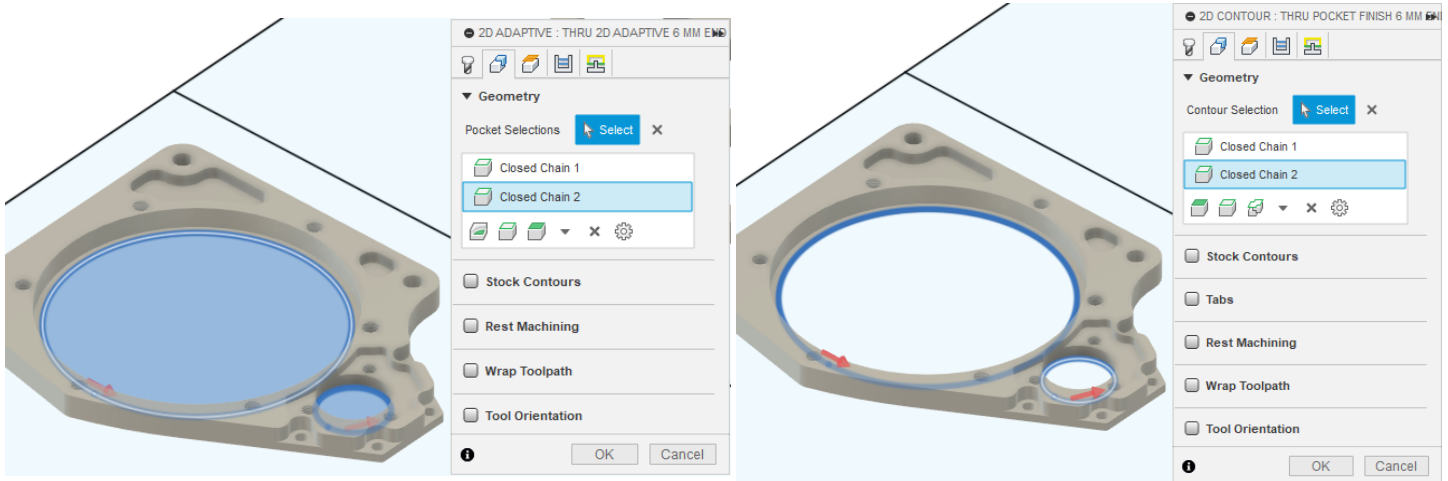 2D ADAPTIVE : THRU 2D ADAPTIVE 6 MM END
Geometry
Pocket Selections
Select
Closed Chain 1
Closed Chain 2
Stock Contours
Rest Machining
Wrap Toolpath
Tool Orientation
OK
Cancel
2D CONTOUR : THRU POCKET FINISH 6 MM
Geometry
Contour Selection
Select
Closed Chain 1
Closed Chain 2
Stock Contours
Tabs
Rest Machining
Wrap Toolpath
Tool Orientation
OK
Cancel